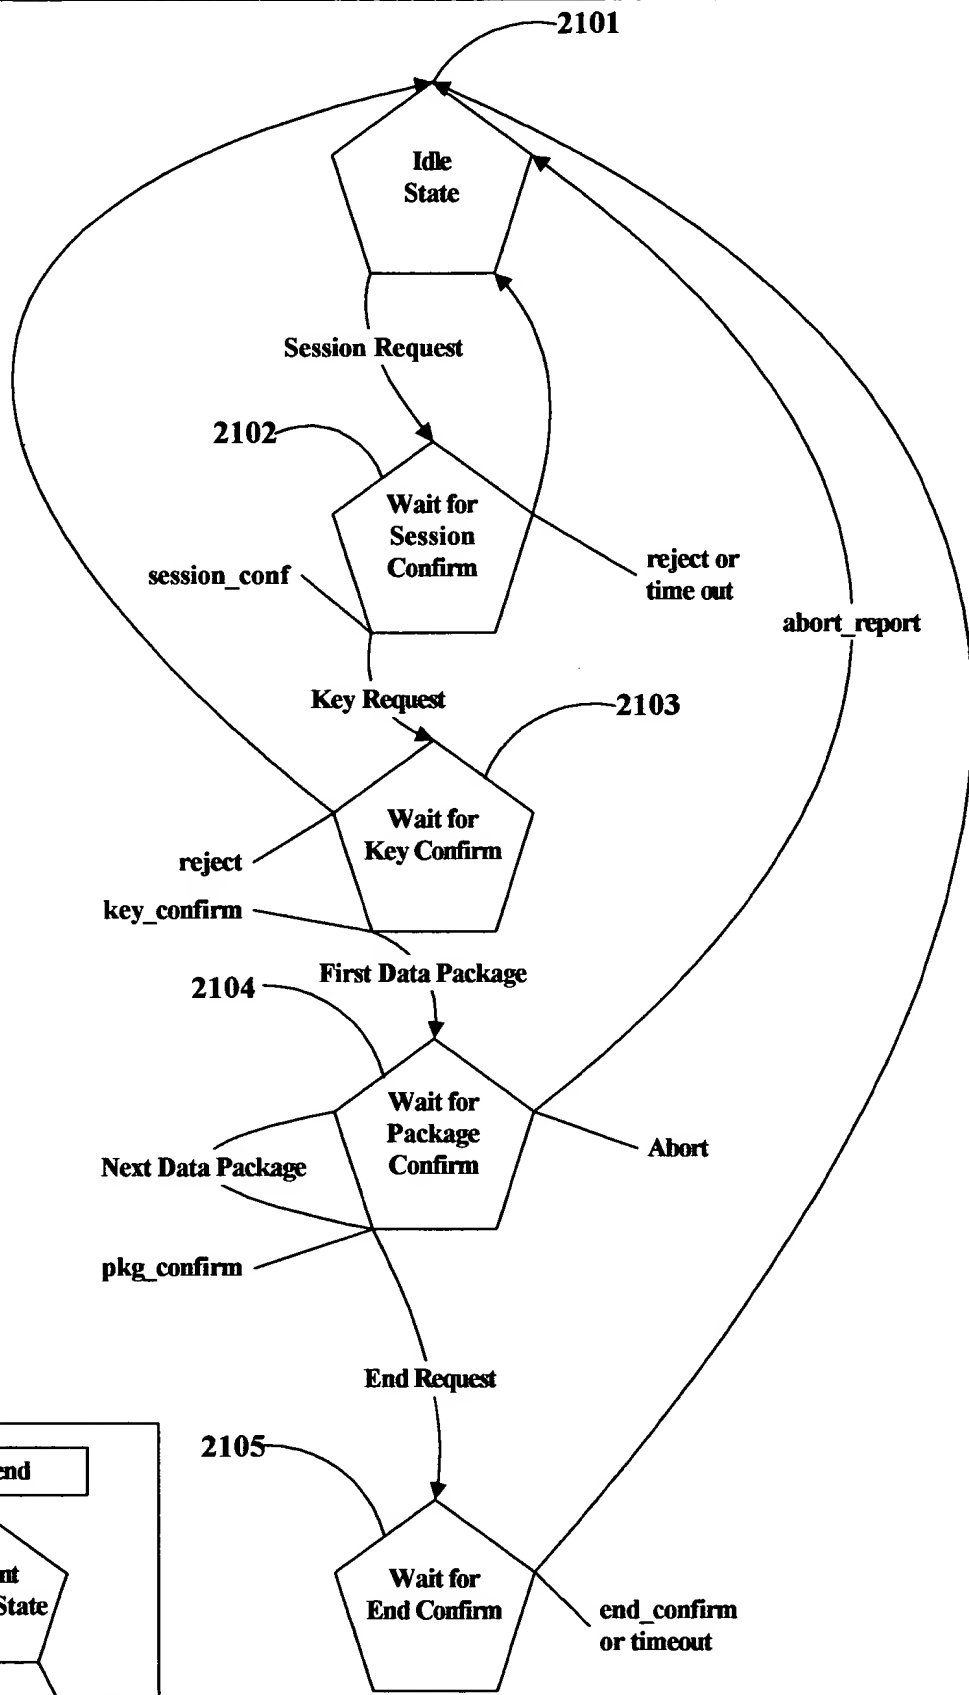 2101
Idle
State
Session Request
2102
Wait for
Session
Confirm
reject or
time out
session_conf
abort_report
Key Request
2103
Wait for
Key Confirm
reject
key_confirm
First Data Package
2104
Wait for
Package
Confirm
Abort
Next Data Package
pkg_confirm
End Request
2105
Wait for
End Confirm
end_confirm
or timeout
State